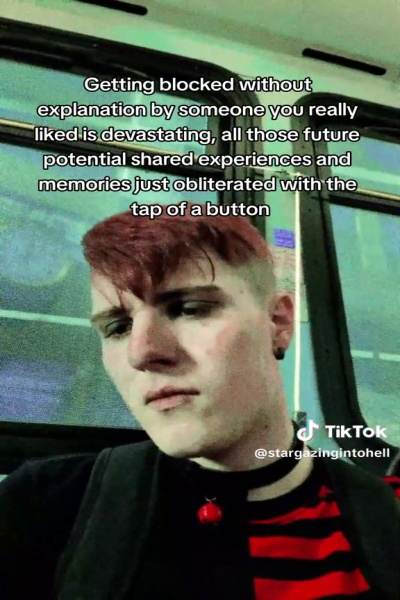 Getting blocked without
explanation by someone you really
liked is devastating, all those future
potential shared experiences and
memories just obliterated with the
tap of a button
TikTok
@stargazingintohell